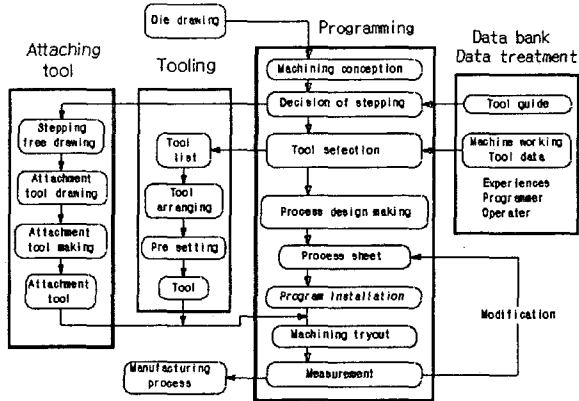 Die drawing
Programming
Data bank
Data treatment
Attaching
tool
Tooling
Machining conception
Decision of stepping
Tool guide
Stepping
free drawing
Tool
list
Tool selection
Machine working
Tool data
Attachment
tool drawing
Tool
arranging
Experiences
Programmer
Operater
Process design making
Attachment
tool making
Pre setting
Process sheet
Attachment
tool
Tool
Program installation
Modification
Machining tryout
Manufacturing
process
Measurement